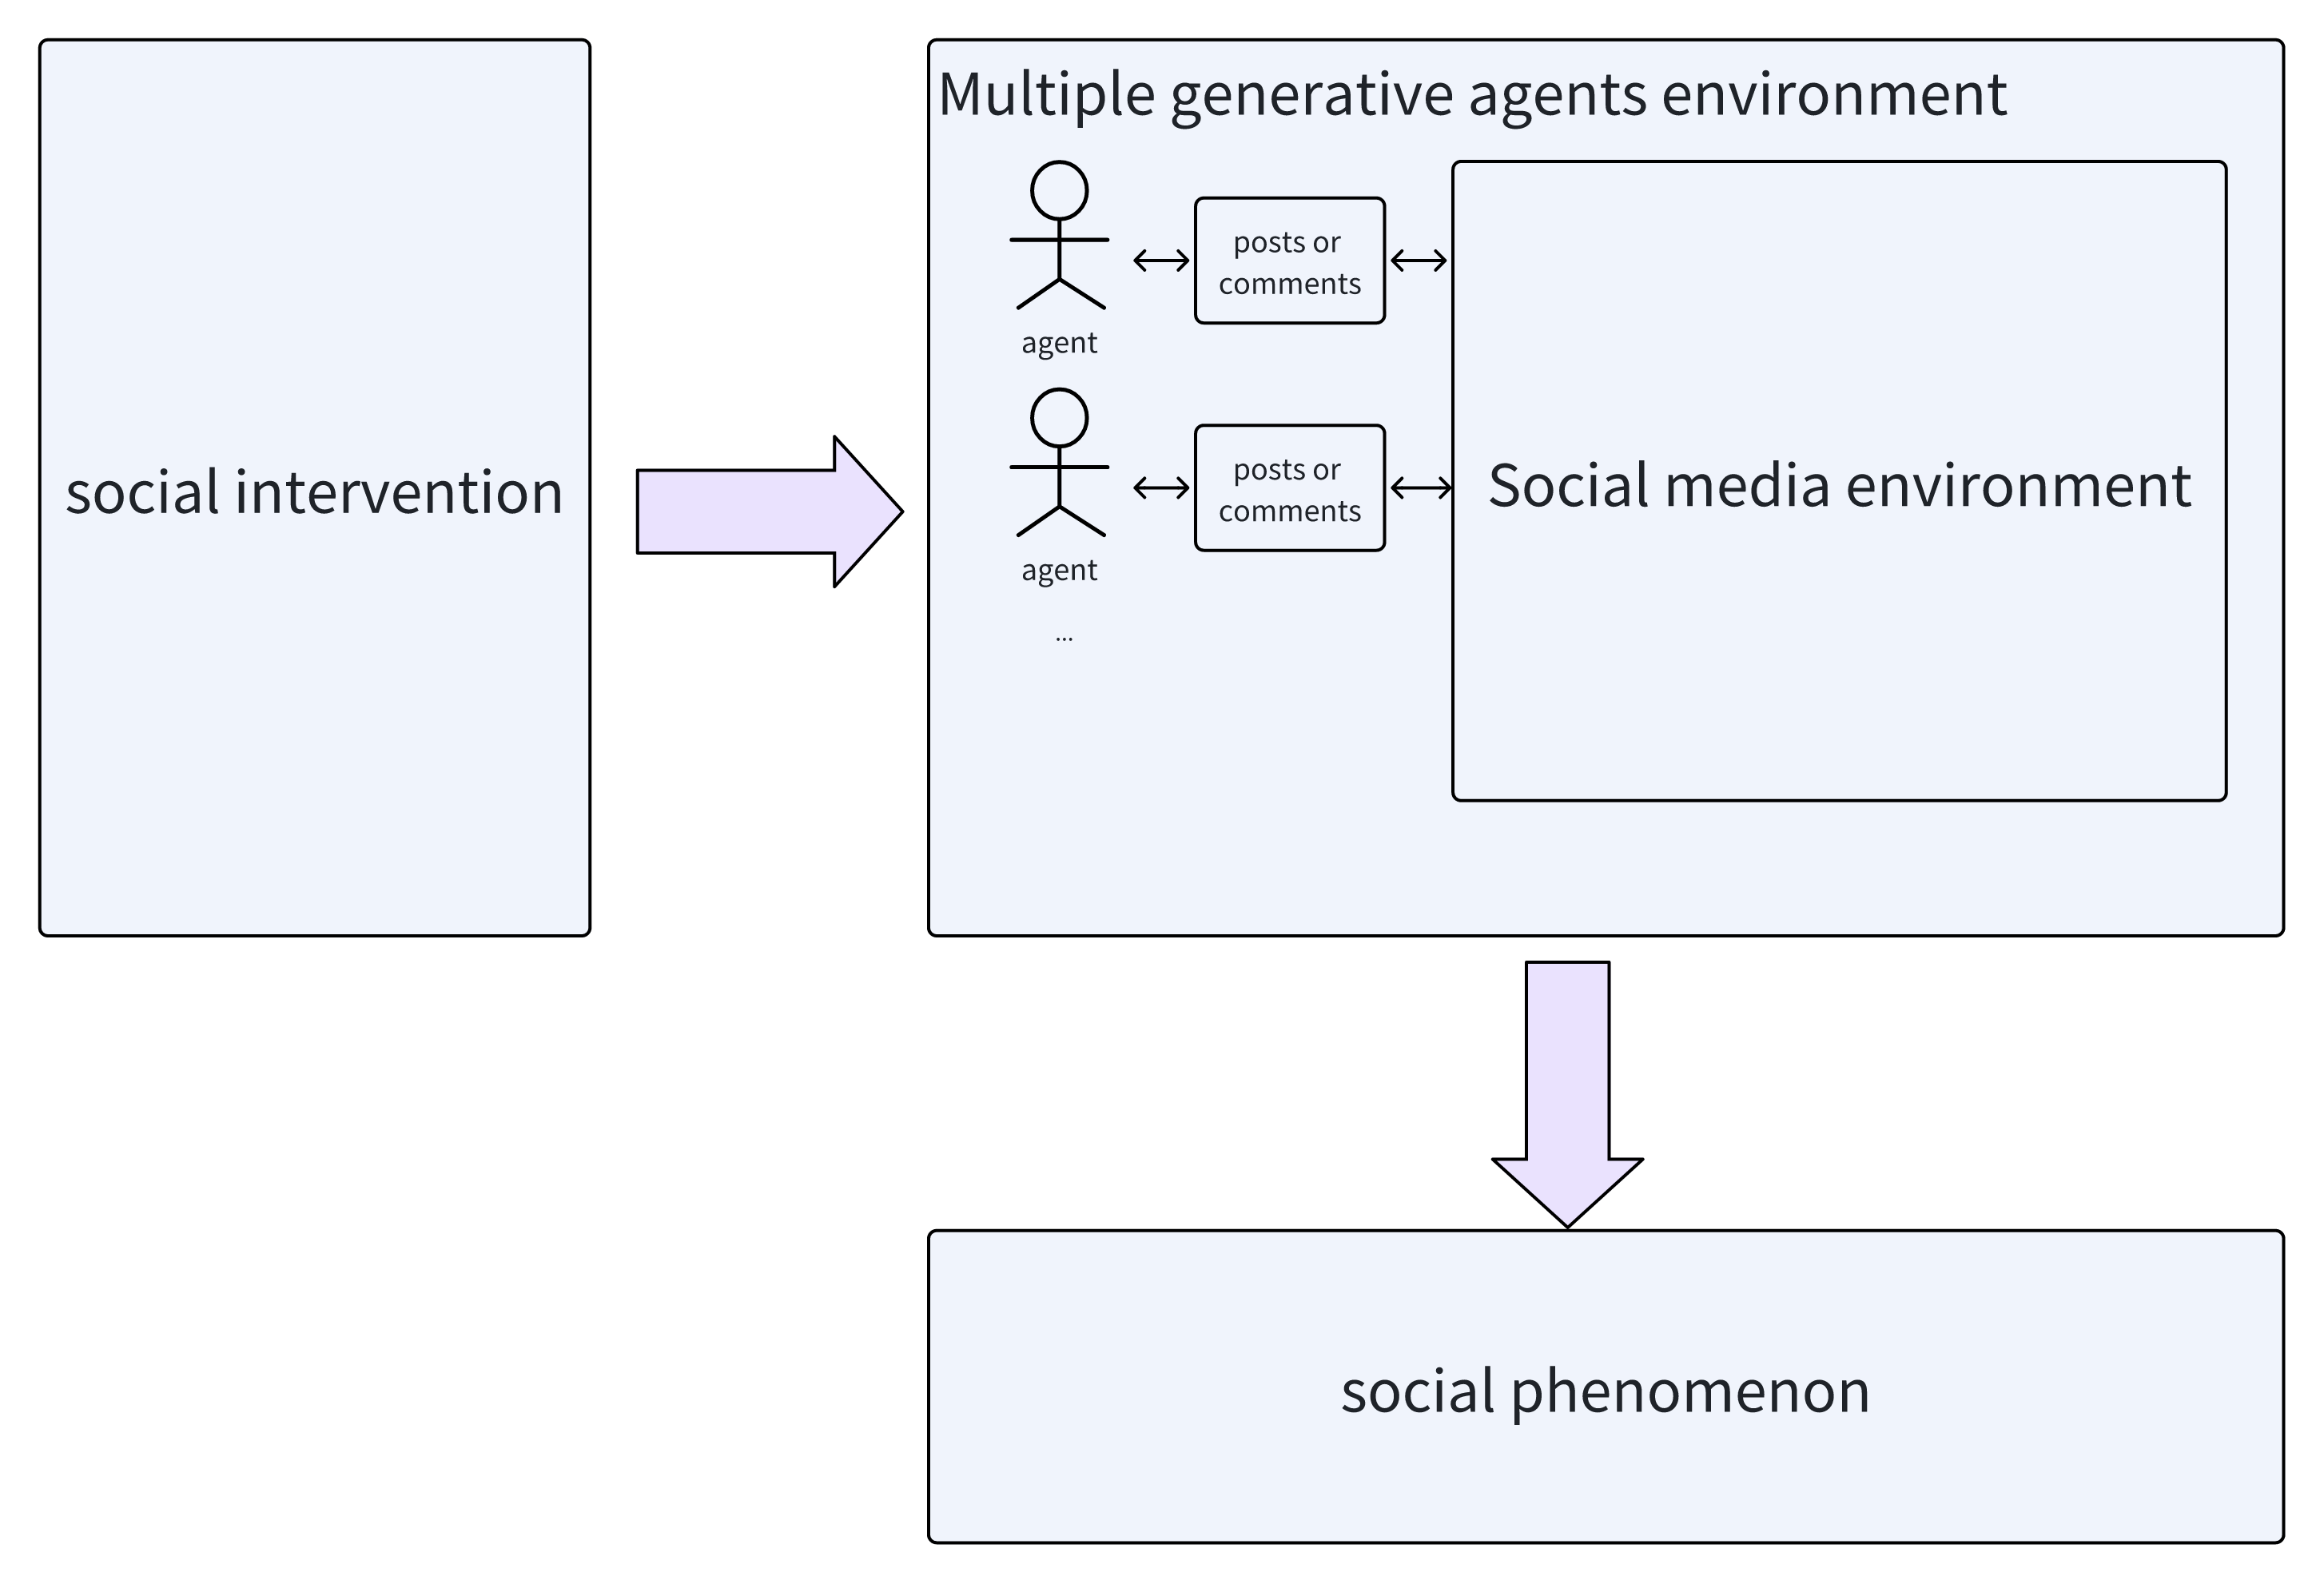 social intervention
Multiple generative agents environment
agent
posts or
comments
agent
posts or
comments
...
Social media environment
social phenomenon